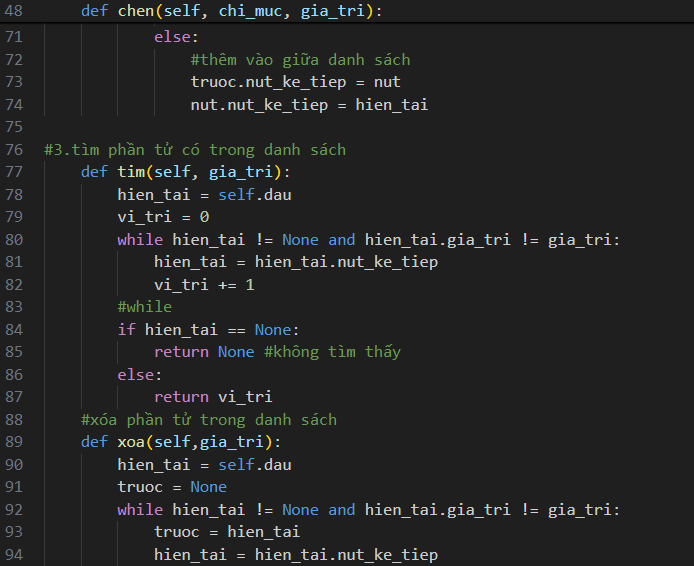 48 def chen(self, chi_muc, gia_tri):
71 else:
72 #thêm vào giữa danh sách
73 truoc.nut_ke_tiep = nut
74 nut.nut_ke_tiep = hien_tai
75
76 #3.tìm phần tử có trong danh sách
77 def tim(self, gia_tri):
78 hien_tai = self.dau
79 vi_tri = 0
80 while hien_tai != None and hien_tai.gia_tri != gia_tri:
81 hien_tai = hien_tai.nut_ke_tiep
82 vi_tri += 1
83 #while
84 if hien_tai == None:
85 return None #không tìm thấy
86 else:
87 return vi_tri
88 #xóa phần tử trong danh sách
89 def xoa(self,gia_tri):
90 hien_tai = self.dau
91 truoc = None
92 while hien_tai != None and hien_tai.gia_tri != gia_tri:
93 truoc = hien_tai
94 hien_tai = hien_tai.nut_ke_tiep